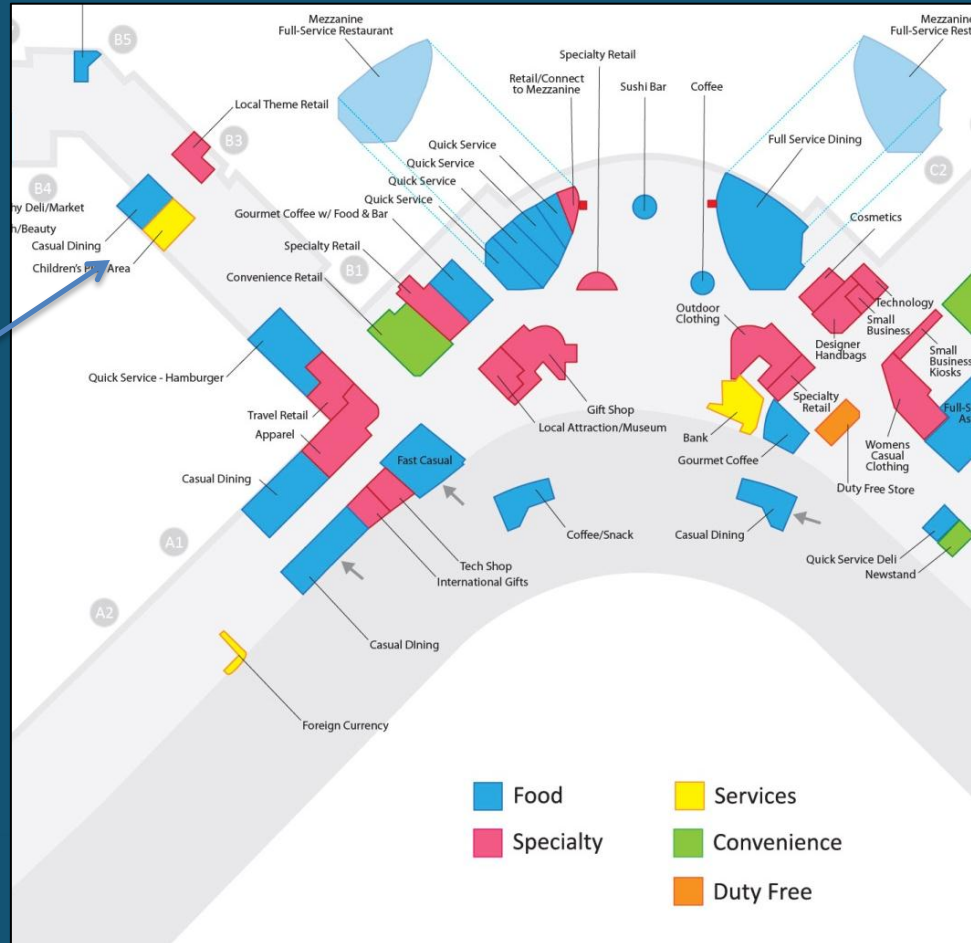 Mezzanine
Full-Service Restaurant
Specialty Retail
Retail/Connect
to Mezzanine
Sushi Bar
Coffee
Mezzanine
B5
Local Theme Retail
B3
Quick Service
Quick Service
Quick Service
Quick Service
Full Service Dining
C2
B4
Deli/Market
Gourmet Coffee w/ Food & Bar
Cosmetics
Casual Dining
Specialty Retail
Children's Area
B1
Convenience Retail
Technology
Outdoor
Clothing
Small
Business
Designer
Handbags
Small
Business
Kiosks
Quick Service - Hamburger
Travel Retail
Gift Shop
Specialty
Retail
Apparel
Local Attraction/Museum
Bank
Womens
Casual
Clothing
Fast Casual
Gourmet Coffee
Casual Dining
Duty Free Store
A1
Coffee/Snack
Casual Dining
Tech Shop
International Gifts
Quick Service Deli
Newstand
A2
Casual DIning
Foreign Currency
Food
Services
Specialty
Convenience
Duty Free